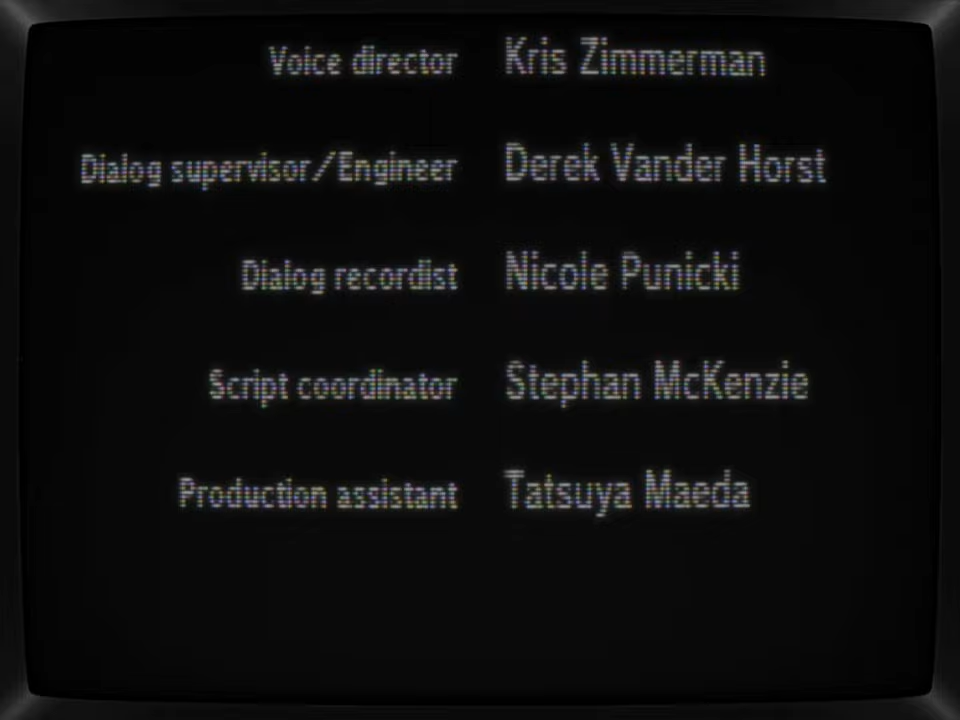 Voice director Kris Zimmerman
Dialog supervisor/Engineer Derek Vander Horst
Dialog recordist Nicole Punicki
Script coordinator Stephan McKenzie
Production assistant Tatsuya Maeda